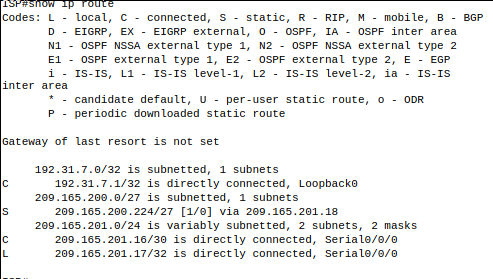 ISP#show ip route
Codes: L - local, C - connected, S - static, R - RIP, M - mobile, B - BGP
       D - EIGRP, EX - EIGRP external, O - OSPF, IA - OSPF inter area
       N1 - OSPF NSSA external type 1, N2 - OSPF NSSA external type 2
       E1 - OSPF external type 1, E2 - OSPF external type 2, E - EGP
       i - IS-IS, L1 - IS-IS level-1, L2 - IS-IS level-2, ia - IS-IS
inter area
       * - candidate default, U - per-user static route, o - ODR
       P - periodic downloaded static route
Gateway of last resort is not set
     192.31.7.0/32 is subnetted, 1 subnets
C       192.31.7.1/32 is directly connected, Loopback0
     209.165.200.0/27 is subnetted, 1 subnets
S       209.165.200.224/27 [1/0] via 209.165.201.18
     209.165.201.0/24 is variably subnetted, 2 subnets, 2 masks
C       209.165.201.16/30 is directly connected, Serial0/0/0
L       209.165.201.17/32 is directly connected, Serial0/0/0